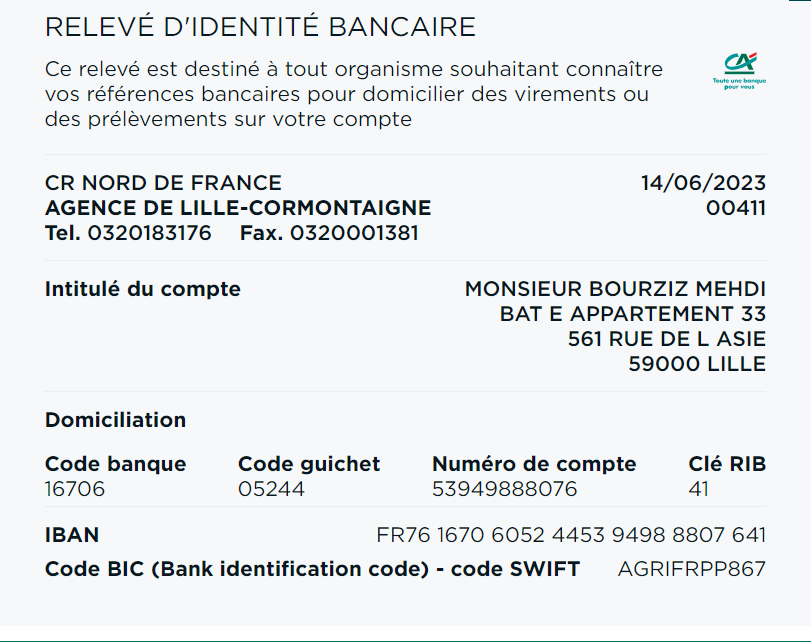 RELEVÉ D'IDENTITÉ BANCAIRE
Ce relevé est destiné à tout organisme souhaitant connaître
vos références bancaires pour domicilier des virements ou
des prélèvements sur votre compte
CA
Toute une banque
pour vous
CR NORD DE FRANCE 14/06/2023
AGENCE DE LILLE-CORMONTAIGNE 00411
Tel. 0320183176 Fax. 0320001381
Intitulé du compte MONSIEUR BOURZIZ MEHDI
BAT E APPARTEMENT 33
561 RUE DE L ASIE
59000 LILLE
Domiciliation
Code banque Code guichet Numéro de compte Clé RIB
16706 05244 53949888076 41
IBAN FR76 1670 6052 4453 9498 8807 641
Code BIC (Bank identification code) - code SWIFT AGRIFRPP867